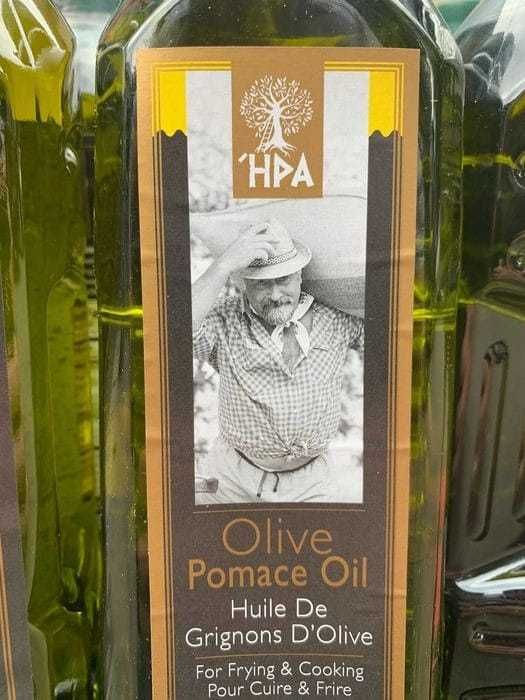 ΉΡΑ
Olive
Pomace Oil
Huile De
Grignons D'Olive
For Frying & Cooking
Pour Cuire & Frire